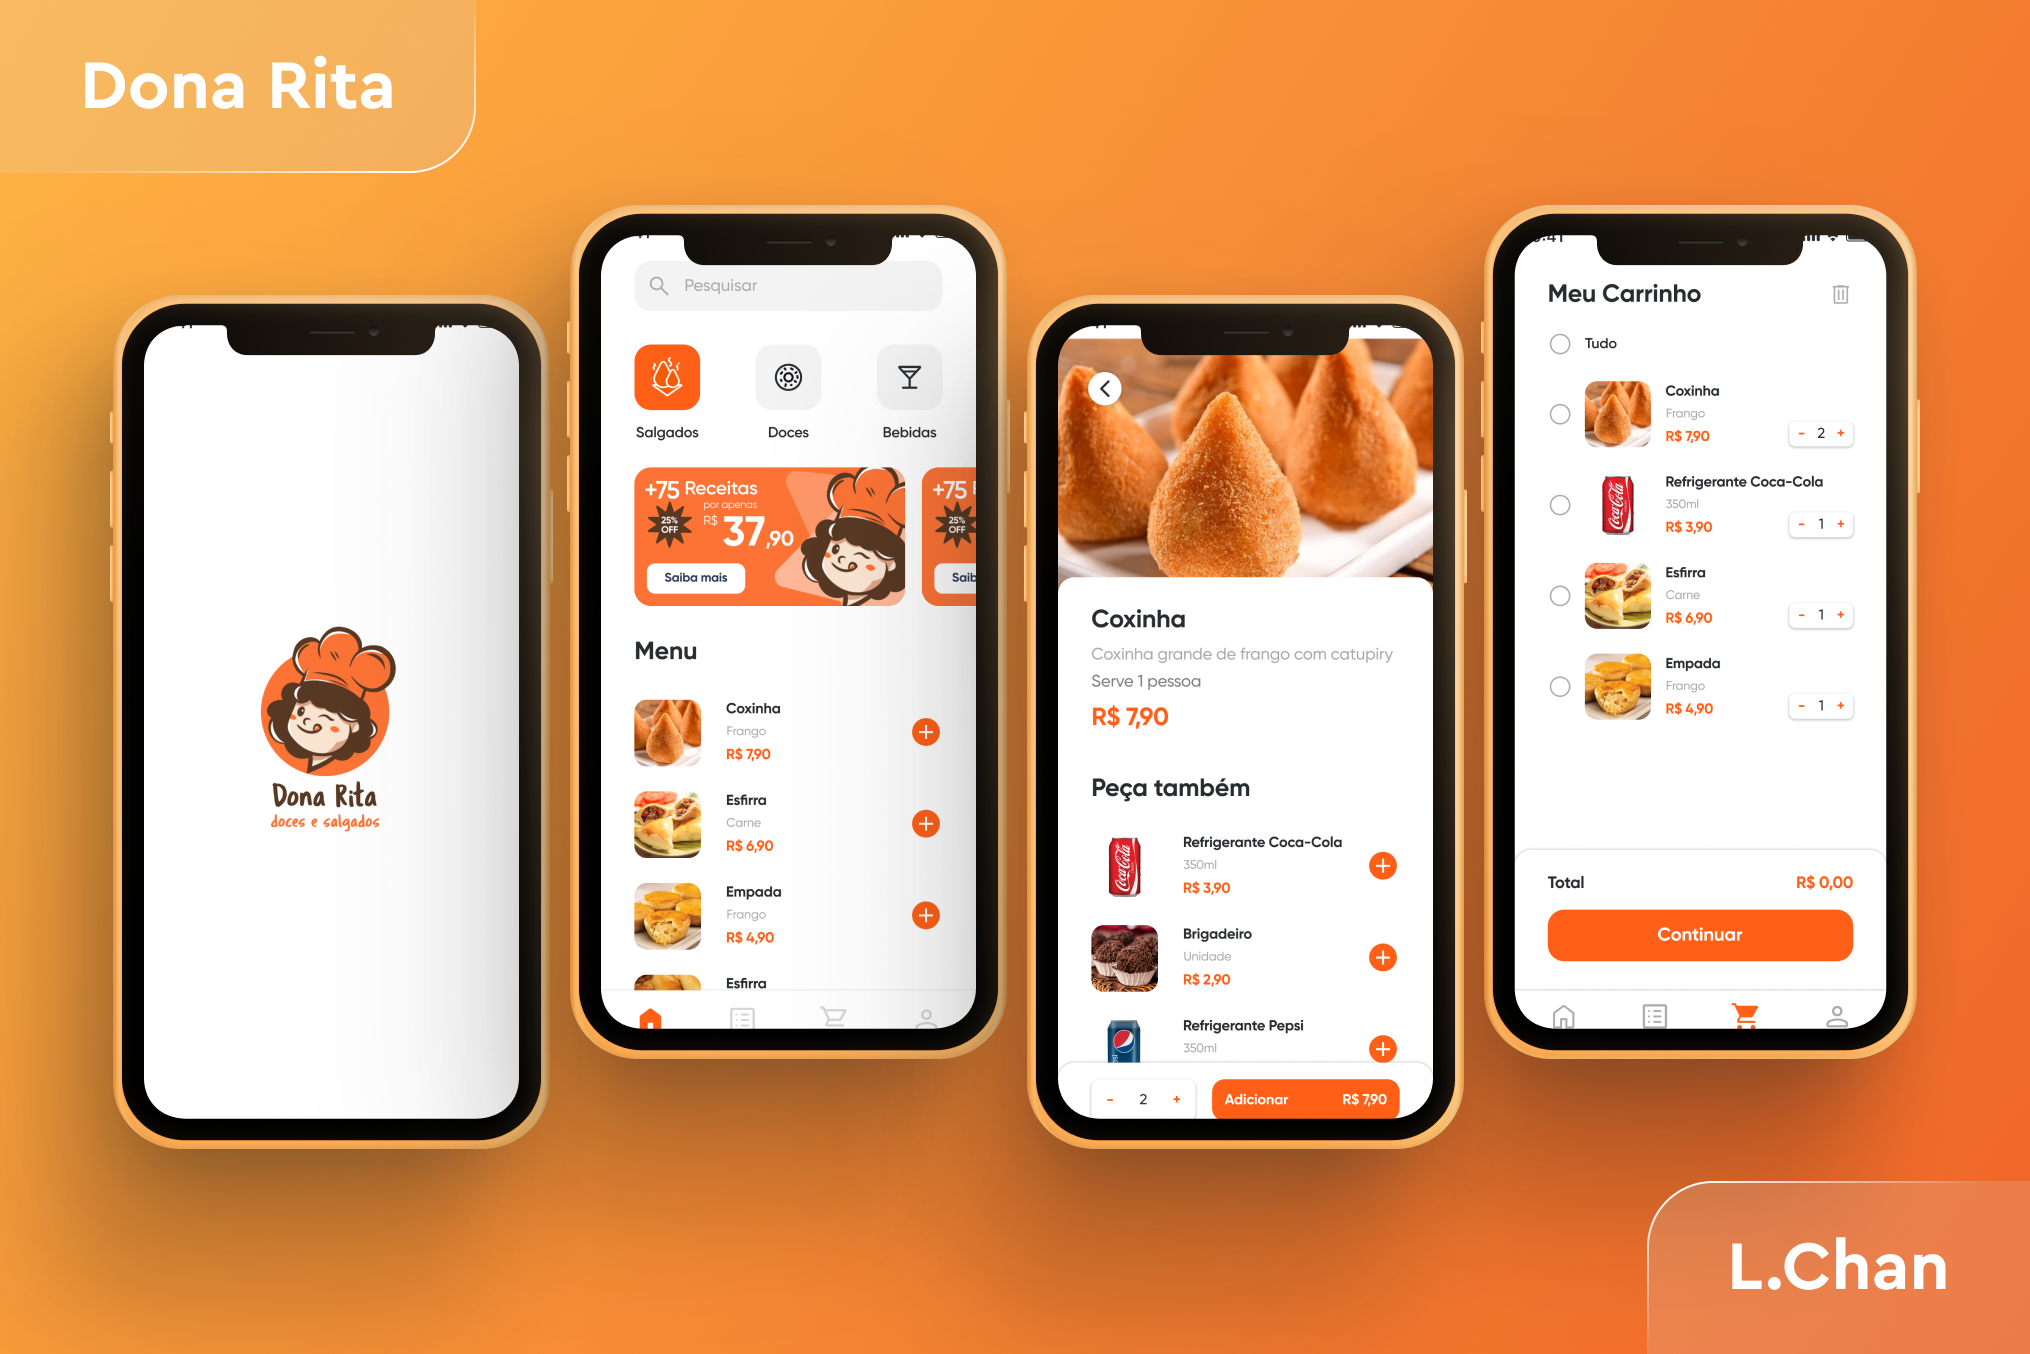 Dona Rita
Dona Rita
doces e salgados
Pesquisar
Salgados
Doces
Bebidas
+75 Receitas
por apenas
25%
OFF
R$ 37,90
Saiba mais
+75
25%
OFF
Saib
Menu
Coxinha
Frango
R$ 7,90
Esfirra
Carne
R$ 6,90
Empada
Frango
R$ 4,90
Esfirra
Coxinha
Coxinha grande de frango com catupiry
Serve 1 pessoa
R$ 7,90
Peça também
Refrigerante Coca-Cola
350ml
R$ 3,90
Coca-Cola
Brigadeiro
Unidade
R$ 2,90
Refrigerante Pepsi
350ml
- 2 +
Adicionar R$ 7,90
Meu Carrinho
Tudo
Coxinha
Frango
R$ 7,90
- 2 +
Refrigerante Coca-Cola
350ml
R$ 3,90
- 1 +
Coca-Cola
Esfirra
Carne
R$ 6,90
- 1 +
Empada
Frango
R$ 4,90
- 1 +
Total R$ 0,00
Continuar
L.Chan